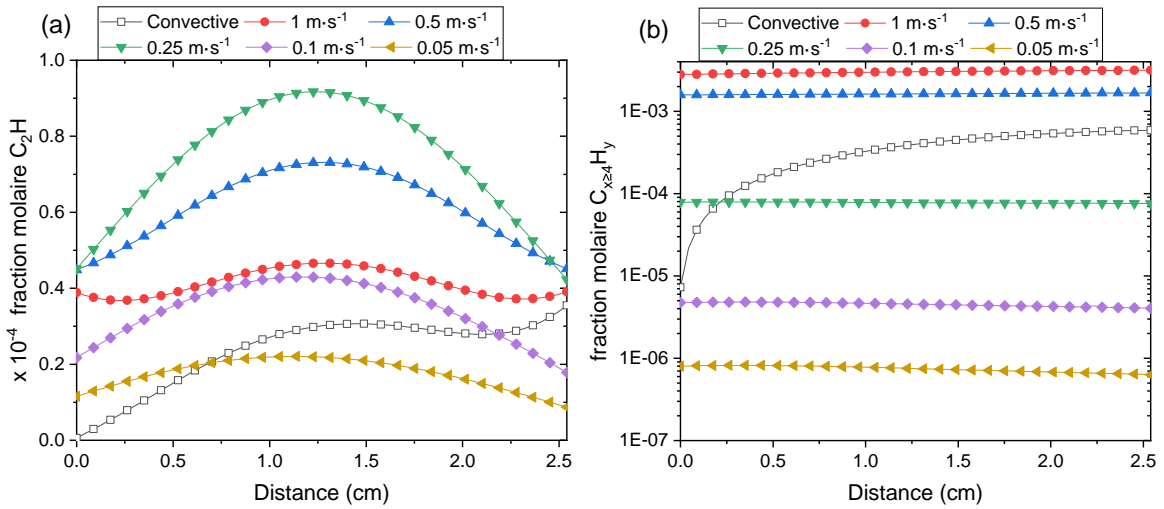 (a)
Convective 1 m·s⁻¹ 0.5 m·s⁻¹
0.25 m·s⁻¹ 0.1 m·s⁻¹ 0.05 m·s⁻¹
1.0
0.8
0.6
0.4
0.2
0.0
x 10⁻⁴ fraction molaire C₂H
0.0 0.5 1.0 1.5 2.0 2.5
Distance (cm)
(b)
Convective 1 m·s⁻¹ 0.5 m·s⁻¹
0.25 m·s⁻¹ 0.1 m·s⁻¹ 0.05 m·s⁻¹
1E-03
1E-04
1E-05
1E-06
1E-07
fraction molaire Cₓ≥₄Hᵧ
0.0 0.5 1.0 1.5 2.0 2.5
Distance (cm)